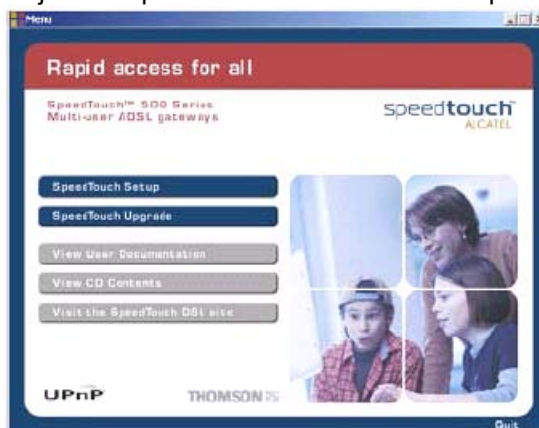 Menu
Rapid access for all
SpeedTouch™ 500 Series
Multi-user ADSL gateways
speedtouch™
ALCATEL
SpeedTouch Setup
SpeedTouch Upgrade
View User Documentation
View CD Contents
Visit the SpeedTouch DSL site
UPnP
THOMSON
Quit